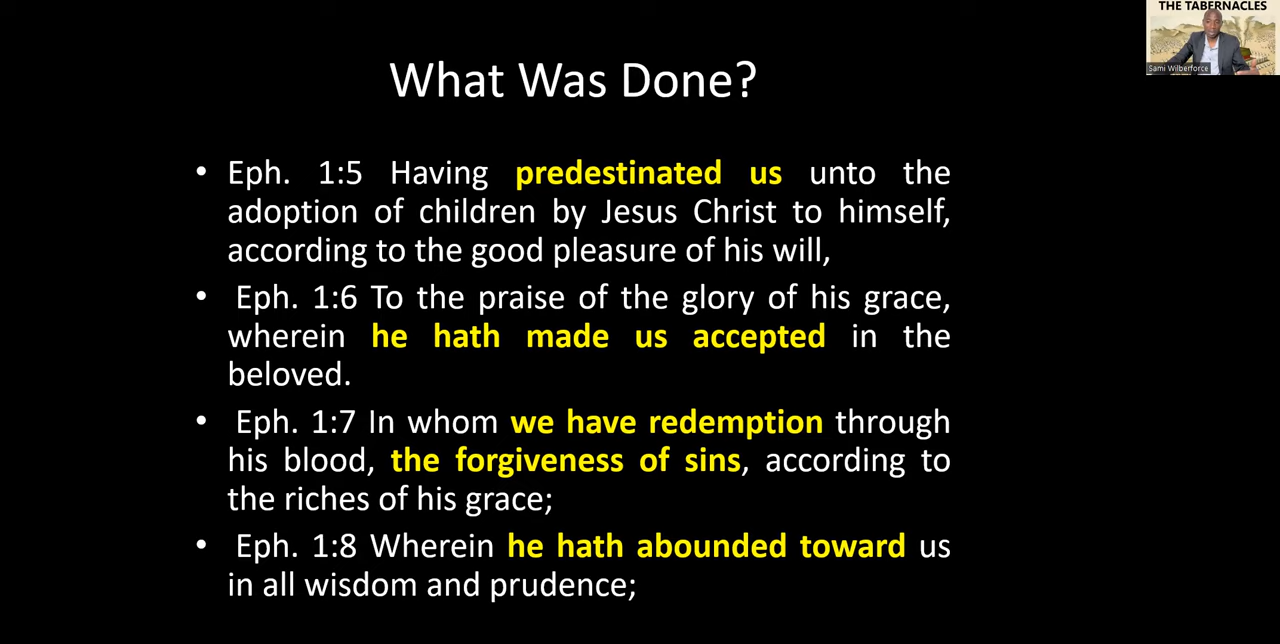 THE TABERNACLES
Sami Wilberforce
What Was Done?
• Eph. 1:5 Having predestinated us unto the
adoption of children by Jesus Christ to himself,
according to the good pleasure of his will,
• Eph. 1:6 To the praise of the glory of his grace,
wherein he hath made us accepted in the
beloved.
• Eph. 1:7 In whom we have redemption through
his blood, the forgiveness of sins, according to
the riches of his grace;
• Eph. 1:8 Wherein he hath abounded toward us
in all wisdom and prudence;